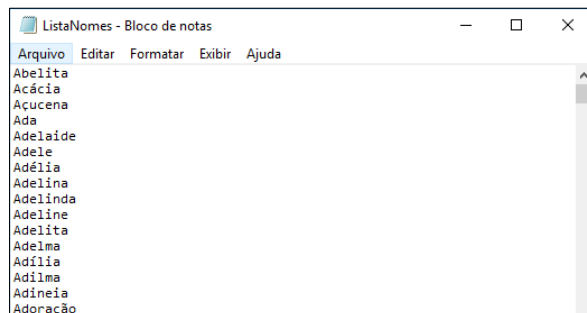 ListaNomes - Bloco de notas
Arquivo Editar Formatar Exibir Ajuda
Abelita
Acácia
Açucena
Ada
Adelaide
Adele
Adélia
Adelina
Adelinda
Adeline
Adelita
Adelma
Adília
Adilma
Adineia
Adoração